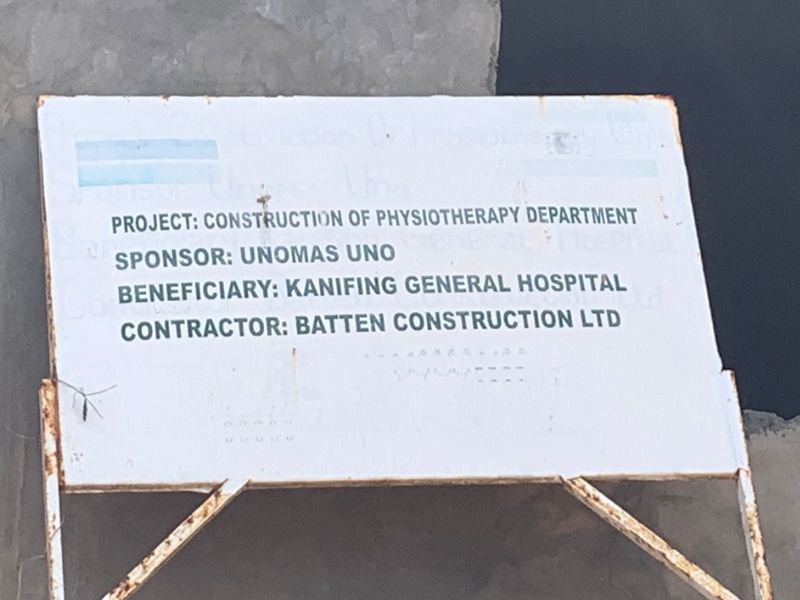 PROJECT: CONSTRUCTION OF PHYSIOTHERAPY DEPARTMENT
SPONSOR: UNOMAS UNO
BENEFICIARY: KANIFING GENERAL HOSPITAL
CONTRACTOR: BATTEN CONSTRUCTION LTD